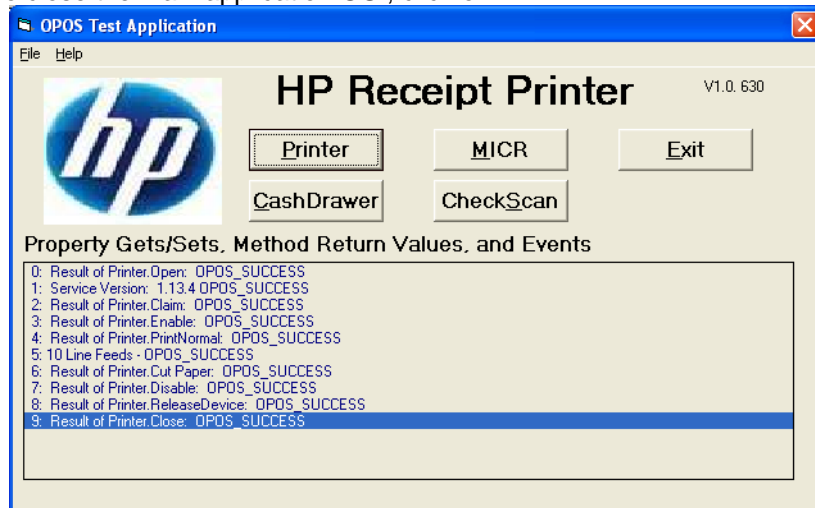 OPOS Test Application
File Help
hp
HP Receipt Printer
V1.0. 630
Printer
MICR
Exit
CashDrawer
CheckScan
Property Gets/Sets, Method Return Values, and Events
0: Result of Printer.Open: OPOS_SUCCESS
1: Service Version: 1.13.4 OPOS_SUCCESS
2: Result of Printer.Claim: OPOS_SUCCESS
3: Result of Printer.Enable: OPOS_SUCCESS
4: Result of Printer.PrintNormal: OPOS_SUCCESS
5: 10 Line Feeds - OPOS_SUCCESS
6: Result of Printer.Cut Paper: OPOS_SUCCESS
7: Result of Printer.Disable: OPOS_SUCCESS
8: Result of Printer.ReleaseDevice: OPOS_SUCCESS
9: Result of Printer.Close: OPOS_SUCCESS